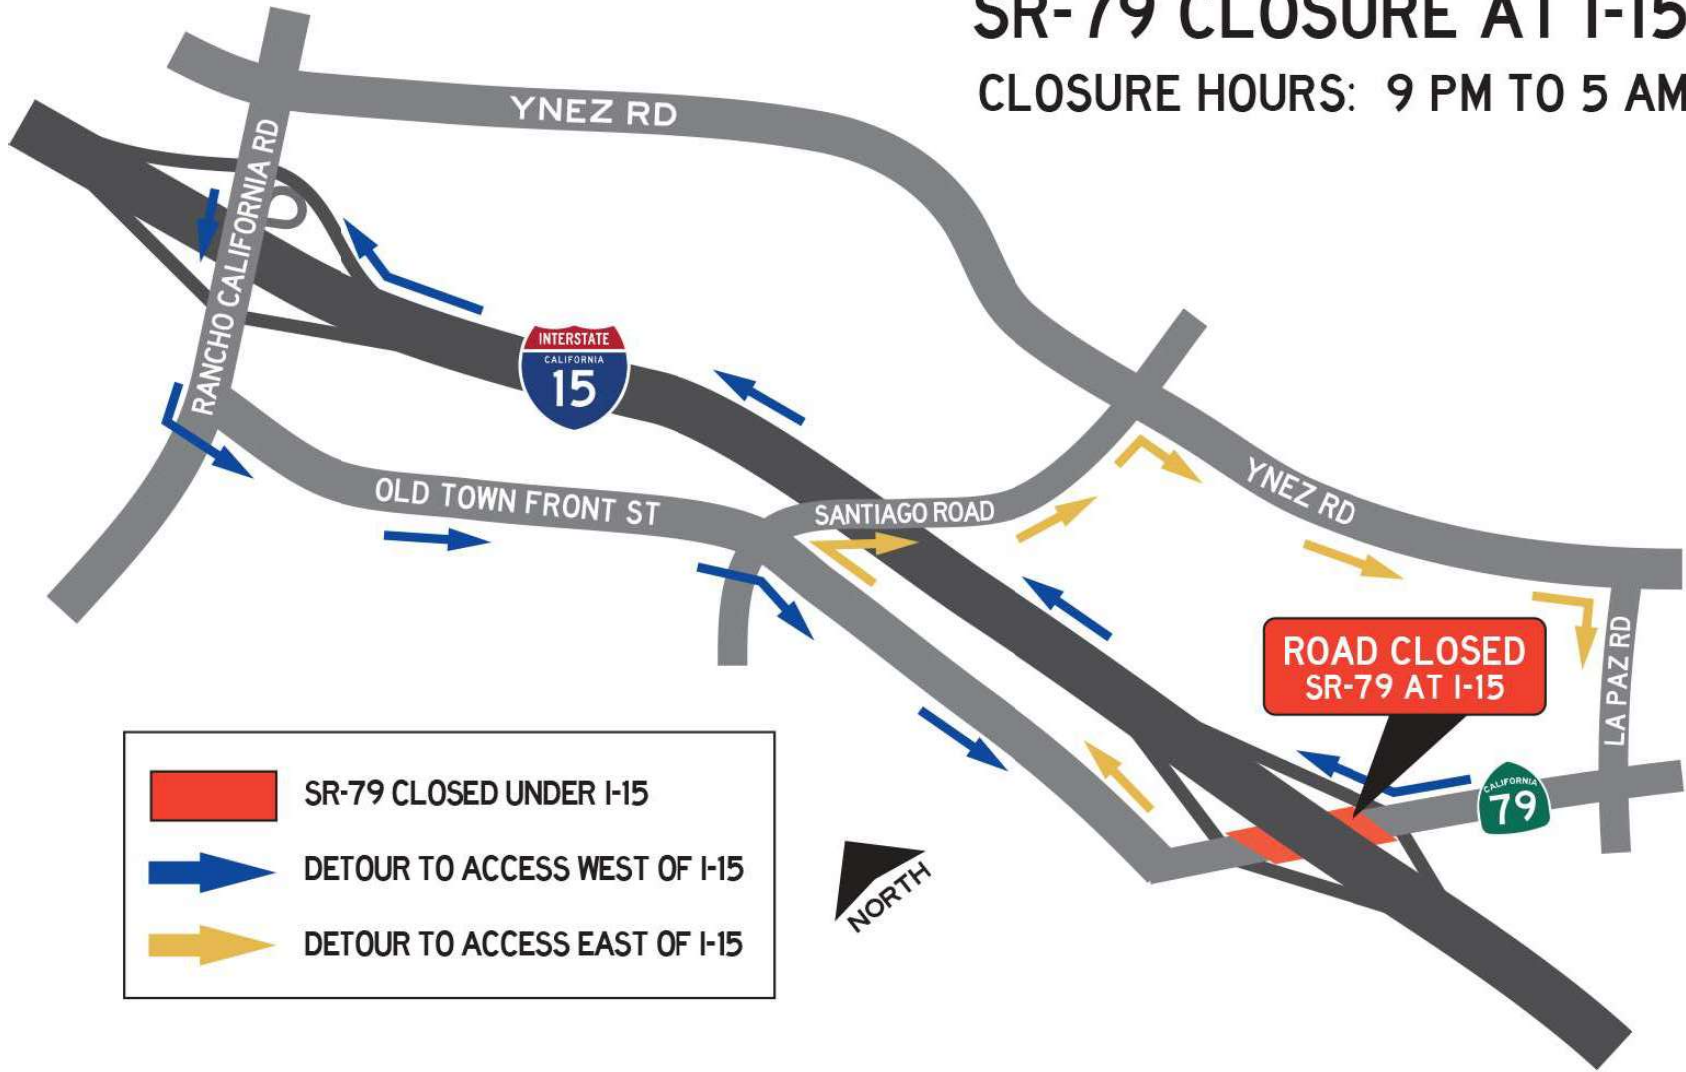 SR-79 CLOSURE AT I-15
CLOSURE HOURS: 9 PM TO 5 AM
YNEZ RD
RANCHO CALIFORNIA RD
INTERSTATE
CALIFORNIA
15
OLD TOWN FRONT ST
SANTIAGO ROAD
YNEZ RD
ROAD CLOSED
SR-79 AT I-15
LA PAZ RD
CALIFORNIA
79
SR-79 CLOSED UNDER I-15
DETOUR TO ACCESS WEST OF I-15
DETOUR TO ACCESS EAST OF I-15
NORTH